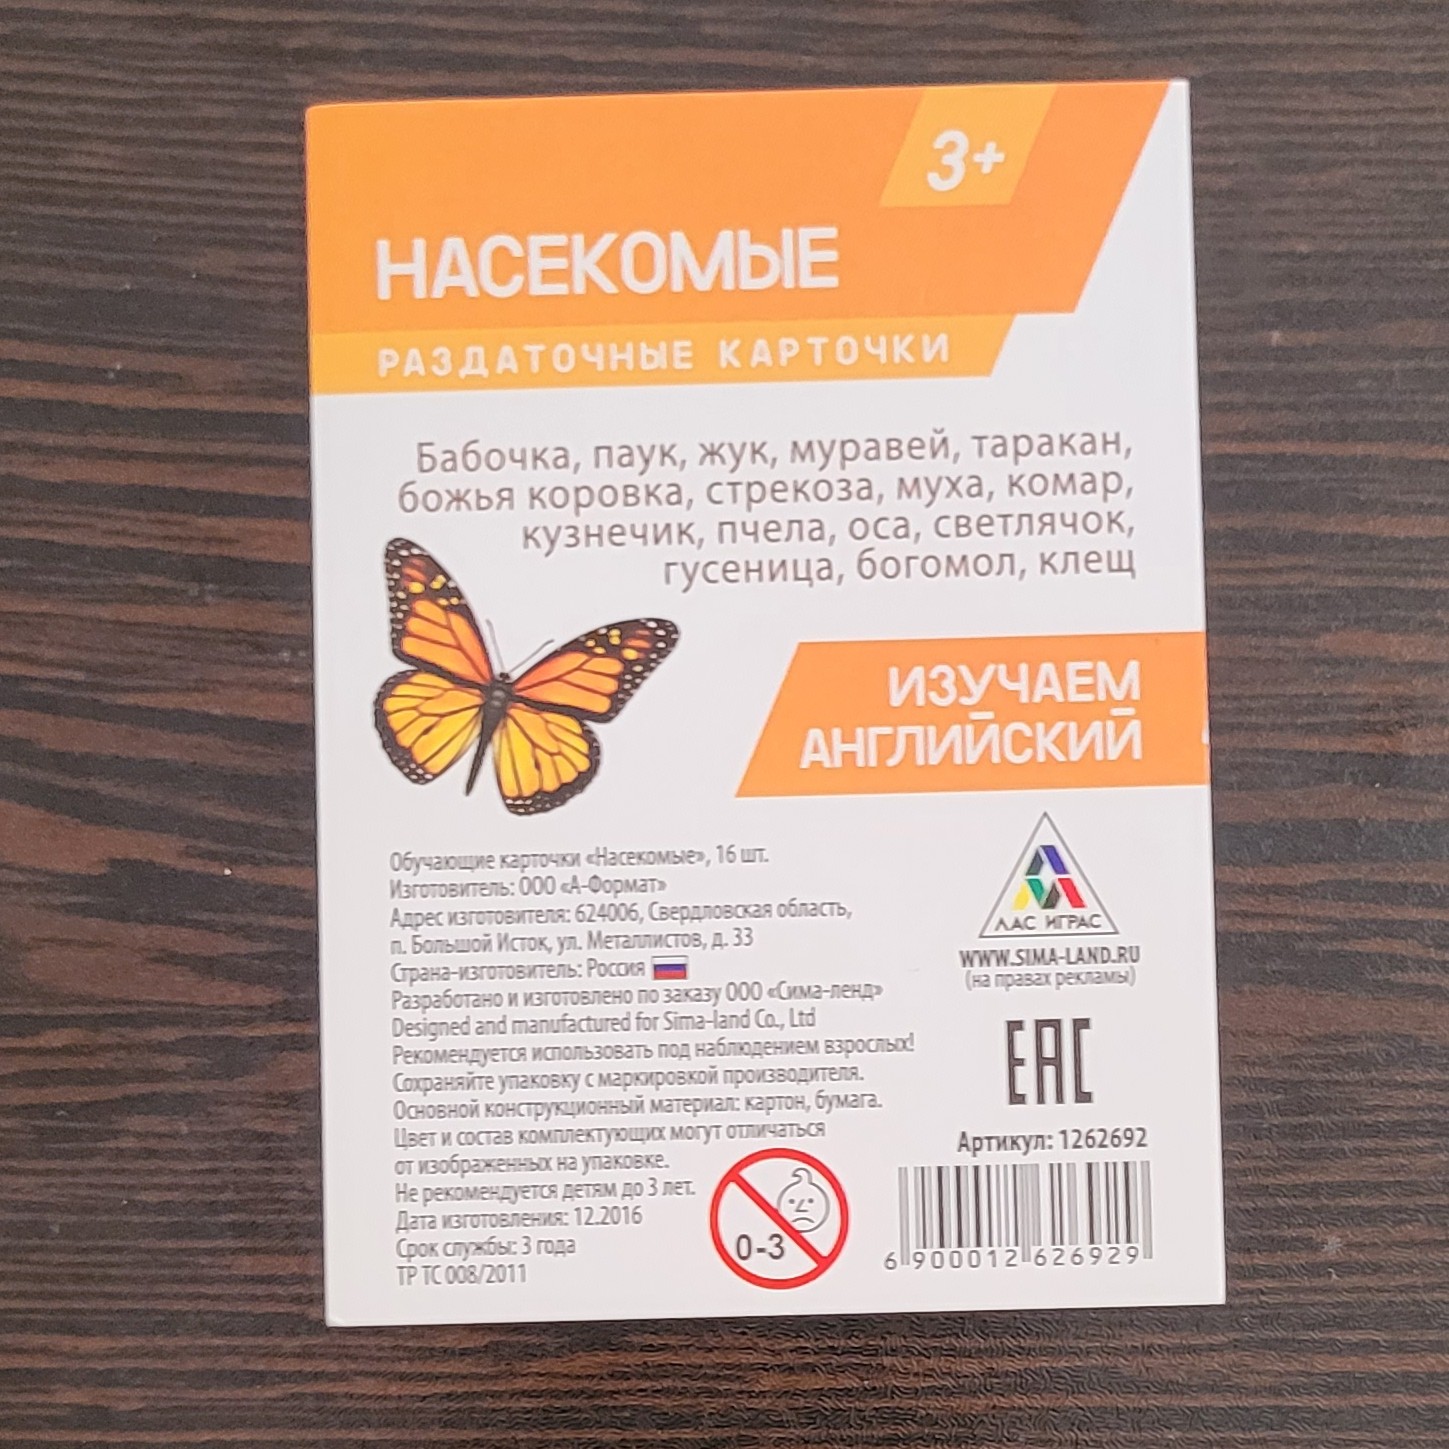 3+
НАСЕКОМЫЕ
РАЗДАТОЧНЫЕ КАРТОЧКИ
Бабочка, паук, жук, муравей, таракан,
божья коровка, стрекоза, муха, комар,
кузнечик, пчела, оса, светлячок,
гусеница, богомол, клещ
ИЗУЧАЕМ
АНГЛИЙСКИЙ
Обучающие карточки «Насекомые», 16 шт.
Изготовитель: ООО «А-Формат»
Адрес изготовителя: 624006, Свердловская область,
п. Большой Исток, ул. Металлистов, д. 33
Страна-изготовитель: Россия
Разработано и изготовлено по заказу ООО «Сима-ленд»
Designed and manufactured for Sima-land Co., Ltd
Рекомендуется использовать под наблюдением взрослых!
Сохраняйте упаковку с маркировкой производителя.
Основной конструкционный материал: картон, бумага.
Цвет и состав комплектующих могут отличаться
от изображенных на упаковке.
Не рекомендуется детям до 3 лет.
Дата изготовления: 12.2016
Срок службы: 3 года
ТР ТС 008/2011
0-3
ЛАС ИГРАС
WWW.SIMA-LAND.RU
(на правах рекламы)
EAC
Артикул: 1262692
6 900012 626929